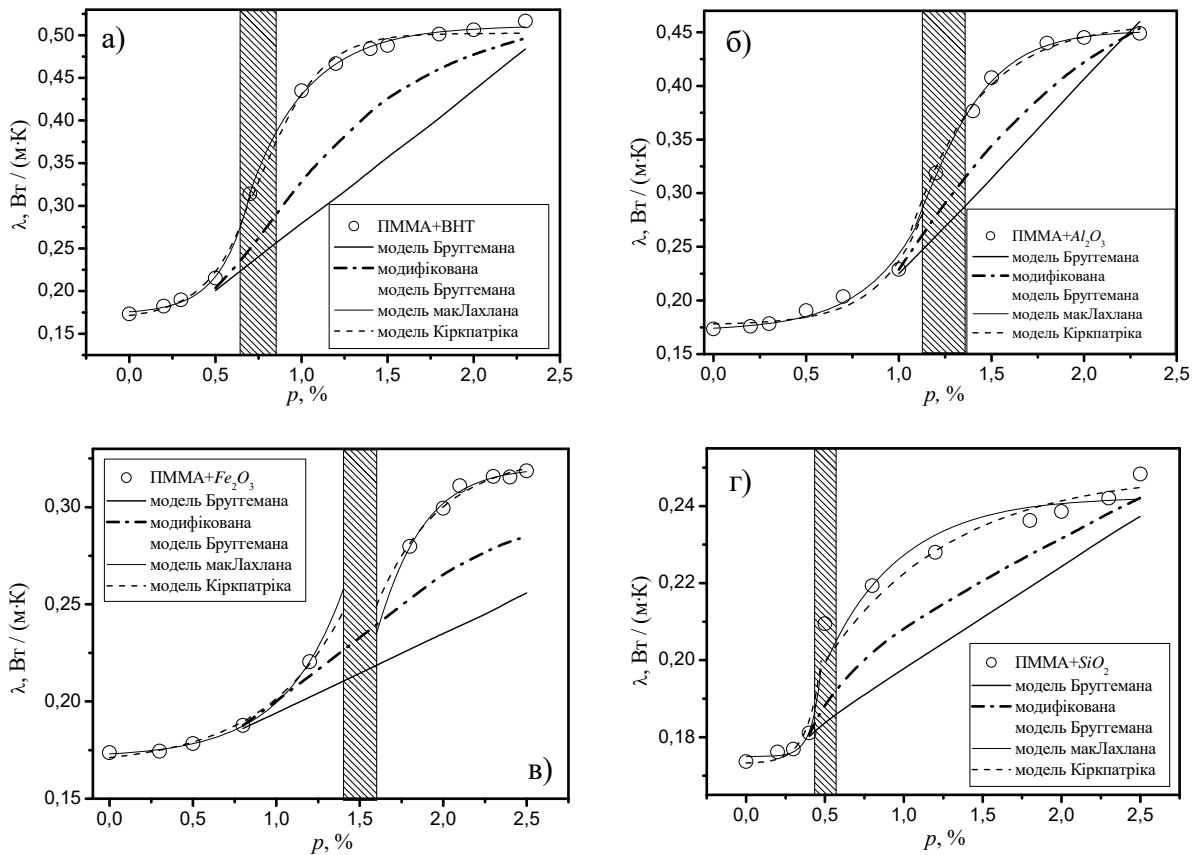 а)
0,50
0,45
0,40
0,35
0,30
0,25
0,20
0,15
λ, Вт / (м·К)
ПММА+ВНТ
модель Бруггемана
модифікована
модель Бруггемана
модель макЛахлана
модель Кіркпатріка
0,0 0,5 1,0 1,5 2,0 2,5
p, %
б)
0,45
0,40
0,35
0,30
0,25
0,20
0,15
λ, Вт / (м·К)
ПММА+Al₂O₃
модель Бруггемана
модифікована
модель Бруггемана
модель макЛахлана
модель Кіркпатріка
0,0 0,5 1,0 1,5 2,0 2,5
p, %
ПММА+Fe₂O₃
модель Бруггемана
модифікована
модель Бруггемана
модель макЛахлана
модель Кіркпатріка
0,30
0,25
0,20
0,15
λ, Вт / (м·К)
в)
0,0 0,5 1,0 1,5 2,0 2,5
p, %
г)
0,24
0,22
0,20
0,18
0,16
λ, Вт / (м·К)
ПММА+SiO₂
модель Бруггемана
модифікована
модель Бруггемана
модель макЛахлана
модель Кіркпатріка
0,0 0,5 1,0 1,5 2,0 2,5
p, %